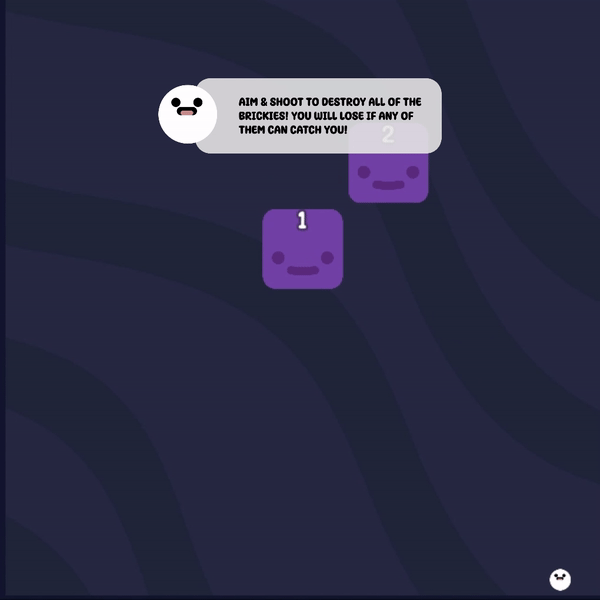 AIM & SHOOT TO DESTROY ALL OF THE
BRICKIES! YOU WILL LOSE IF ANY OF
THEM CAN CATCH YOU!
2
1